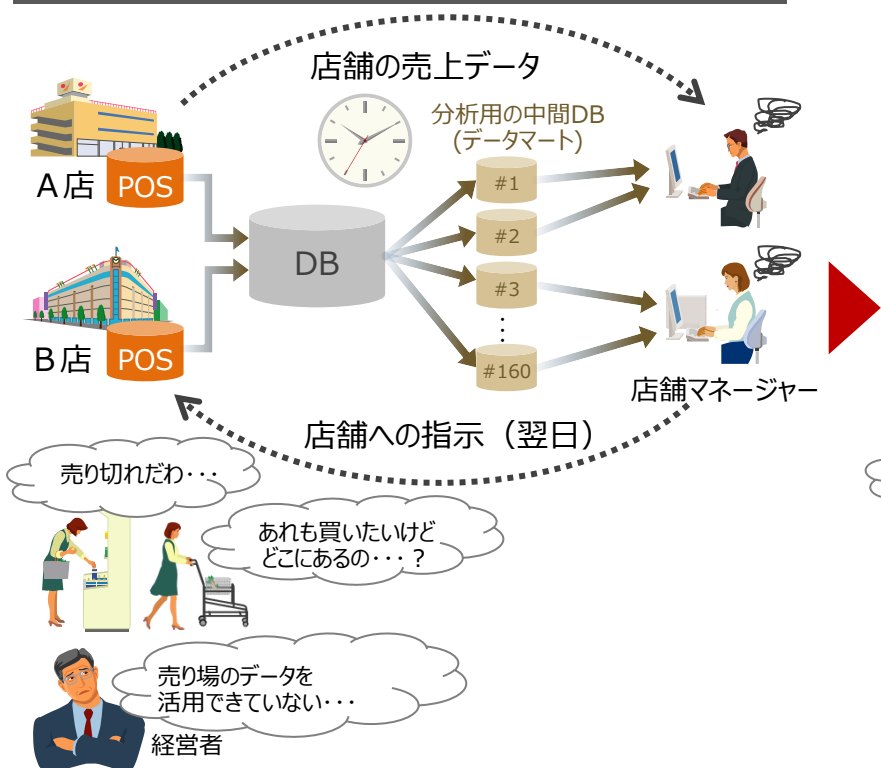 店舗の売上データ
分析用の中間DB
(データマート)
A店
POS
#1
#2
DB
#3
⋮
B店
POS
#160
店舗マネージャー
店舗への指示（翌日）
売り切れだわ・・・
あれも買いたいけど
どこにあるの・・・？
売り場のデータを
活用できていない・・・
経営者